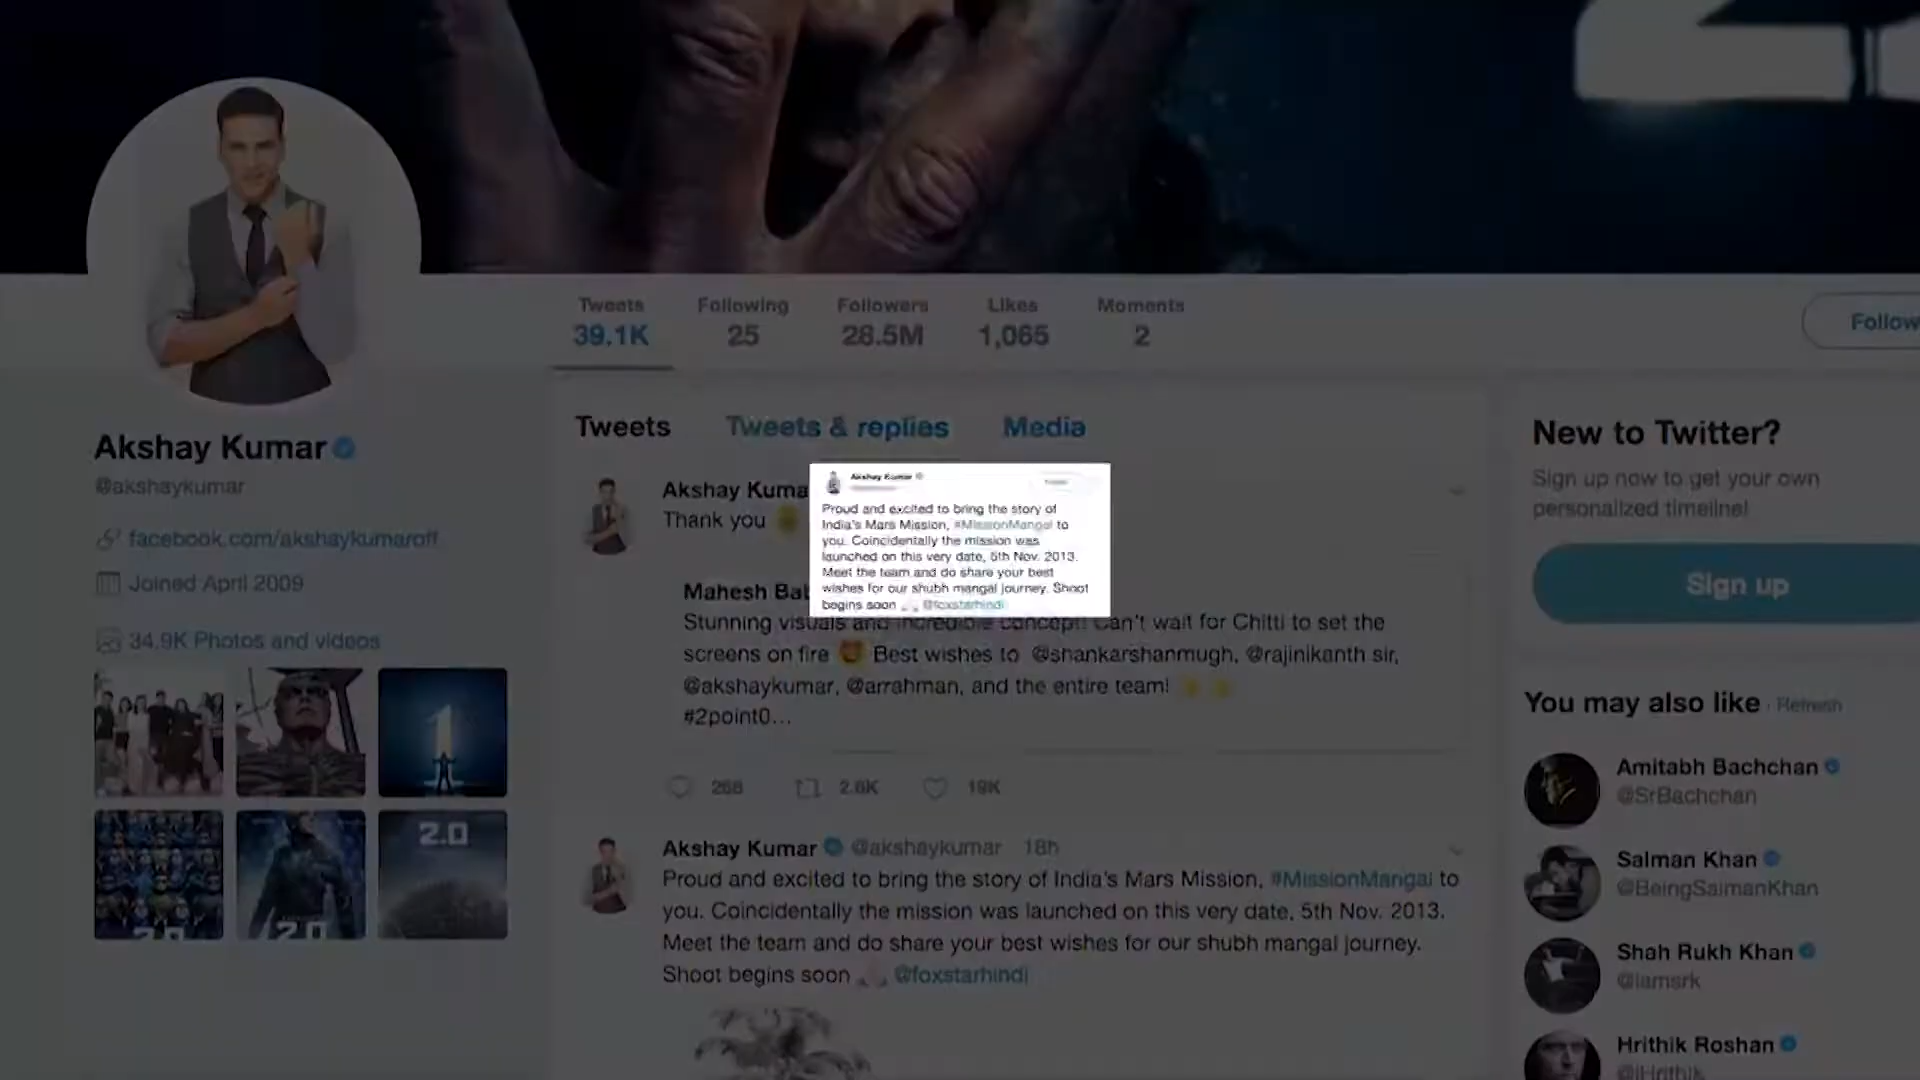 Tweets
39.1K
Following
25
Followers
28.5M
Likes
1,065
Moments
2
Follow
Akshay Kumar
@akshaykumar
facebook.com/akshaykumaroff
Joined April 2009
34.9K Photos and videos
2.0
2.0
2.0
Tweets Tweets & replies Media
Akshay Kuma
Thank you
Mahesh Bab
Stunning visuals and incredible concept! Can't wait for Chitti to set the
screens on fire Best wishes to @shankarshanmugh, @rajinikanth sir,
@akshaykumar, @arrahman, and the entire team!
#2point0...
268 2.6K 19K
Akshay Kumar
Proud and excited to bring the story of
India's Mars Mission, #MissionMangal to
you. Coincidentally the mission was
launched on this very date, 5th Nov. 2013.
Meet the team and do share your best
wishes for our shubh mangal journey. Shoot
begins soon @foxstarhindi
Akshay Kumar @akshaykumar 18h
Proud and excited to bring the story of India's Mars Mission, #MissionMangal to
you. Coincidentally the mission was launched on this very date, 5th Nov. 2013.
Meet the team and do share your best wishes for our shubh mangal journey.
Shoot begins soon @foxstarhindi
New to Twitter?
Sign up now to get your own
personalized timeline!
Sign up
You may also like · Refresh
Amitabh Bachchan
@SrBachchan
Salman Khan
@BeingSalmanKhan
Shah Rukh Khan
@iamsrk
Hrithik Roshan
@iHrithik